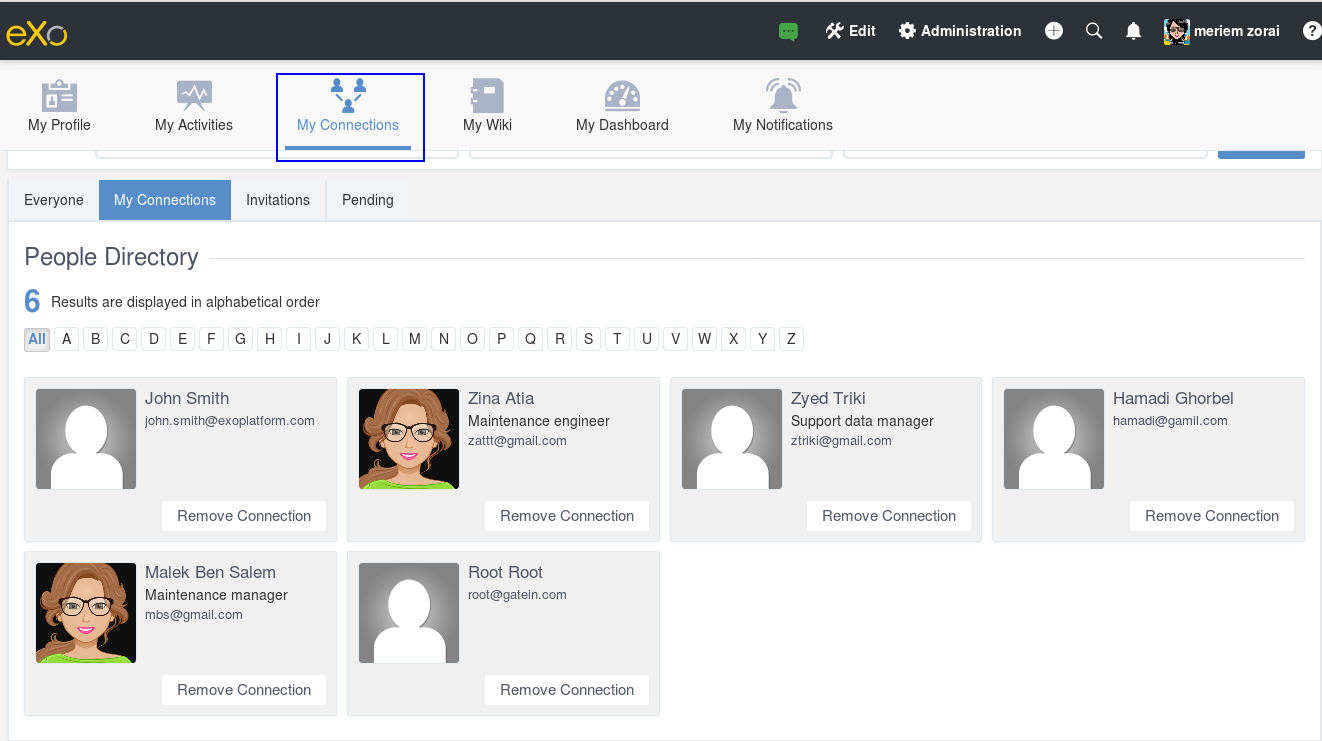 eXo
Edit Administration meriem zorai ?
My Profile My Activities My Connections My Wiki My Dashboard My Notifications
Everyone My Connections Invitations Pending
People Directory
6 Results are displayed in alphabetical order
All A B C D E F G H I J K L M N O P Q R S T U V W X Y Z
John Smith
john.smith@exoplatform.com
Remove Connection
Zina Atia
Maintenance engineer
zattt@gmail.com
Remove Connection
Zyed Triki
Support data manager
ztriki@gmail.com
Remove Connection
Hamadi Ghorbel
hamadi@gamil.com
Remove Connection
Malek Ben Salem
Maintenance manager
mbs@gmail.com
Remove Connection
Root Root
root@gatein.com
Remove Connection